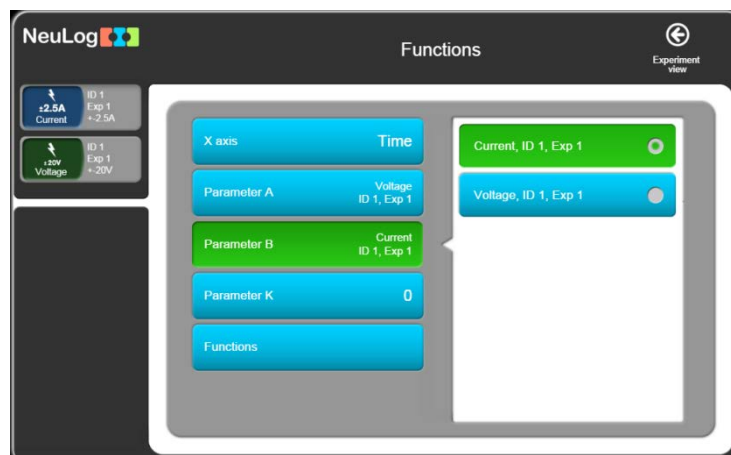 NeuLog
Functions
Experiment
view
±2.5A
Current
ID 1
Exp 1
+-2.5A
±20V
Voltage
ID 1
Exp 1
+-20V
X axis Time
Parameter A Voltage
ID 1, Exp 1
Parameter B Current
ID 1, Exp 1
Parameter K 0
Functions
Current, ID 1, Exp 1
Voltage, ID 1, Exp 1